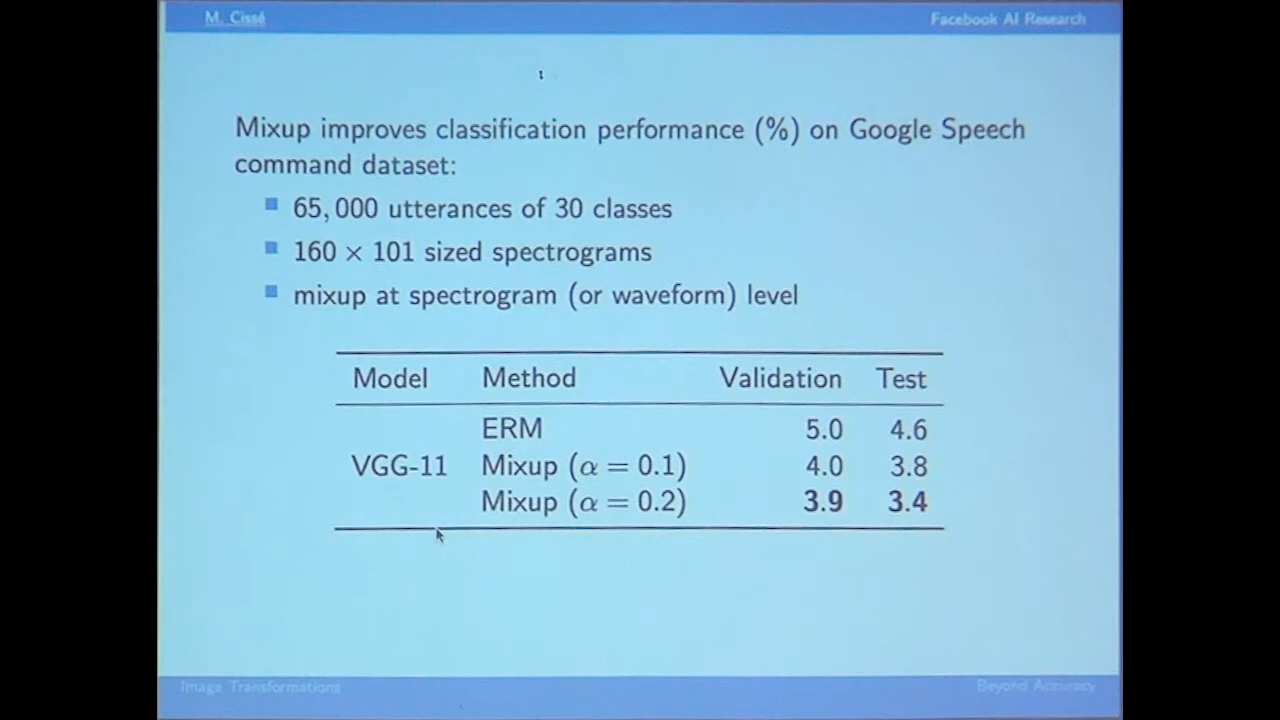 M. Cissé
Facebook AI Research
Mixup improves classification performance (%) on Google Speech
command dataset:
65,000 utterances of 30 classes
160 × 101 sized spectrograms
mixup at spectrogram (or waveform) level
Model Method Validation Test
ERM 5.0 4.6
VGG-11 Mixup (α = 0.1) 4.0 3.8
Mixup (α = 0.2) 3.9 3.4
Image Transformations
Beyond Accuracy